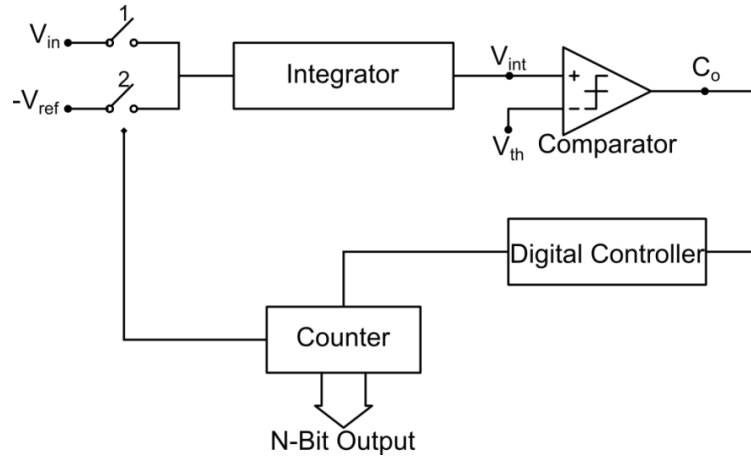 1
Vin
Integrator
Vint
+
Co
2
-Vref
-
Vth
Comparator
Digital Controller
Counter
N-Bit Output